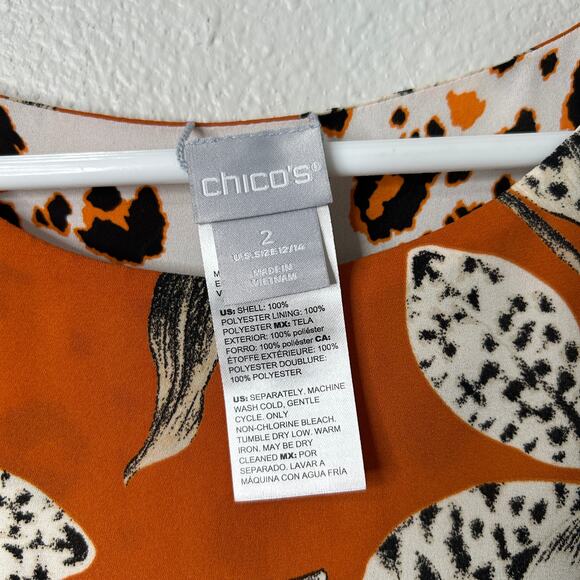 chico's®
2
U.S. SIZE 12/14
MADE IN
VIETNAM
US: SHELL: 100%
POLYESTER LINING: 100%
POLYESTER MX: TELA
EXTERIOR: 100% poliéster
FORRO: 100% poliéster CA:
ÉTOFFE EXTÉRIEURE: 100%
POLYESTER DOUBLURE:
100% POLYESTER
US: SEPARATELY. MACHINE
WASH COLD, GENTLE
CYCLE. ONLY
NON-CHLORINE BLEACH.
TUMBLE DRY LOW. WARM
IRON. MAY BE DRY
CLEANED MX: POR
SEPARADO. LAVAR A
MÁQUINA CON AGUA FRÍA